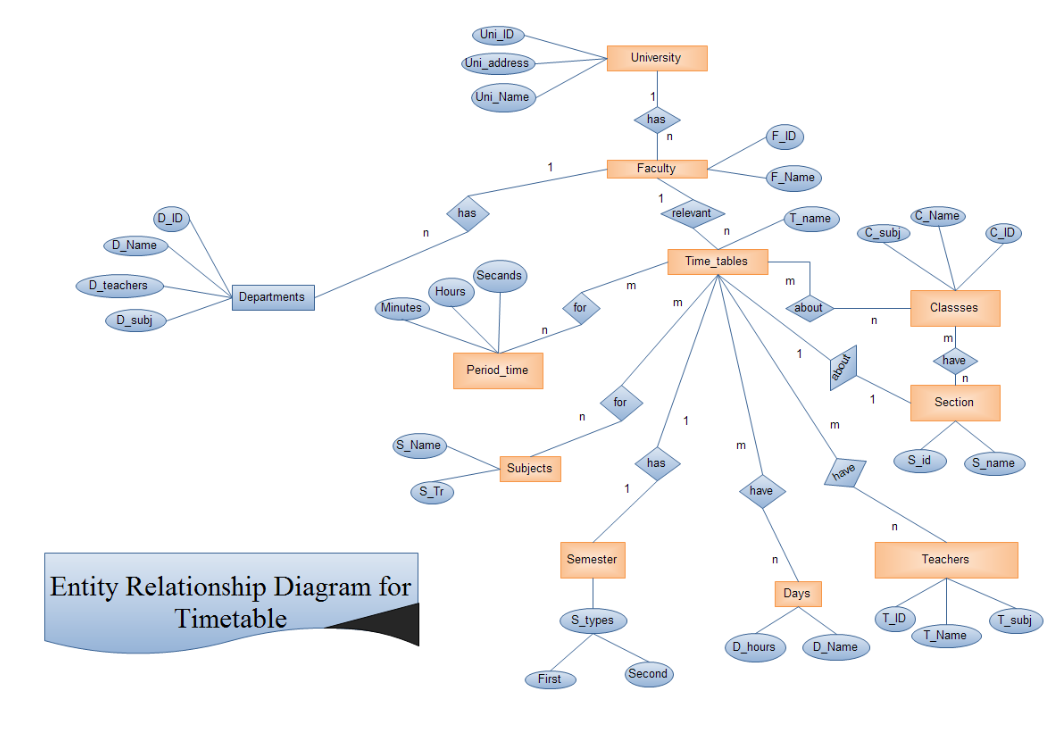 Uni_ID
University
Uni_address
Uni_Name
1
has
n
F_ID
Faculty
1
F_Name
1
has
relevant
n
n
T_name
D_ID
D_Name
D_teachers
D_subj
Departments
C_Name
C_subj
C_ID
Time_tables
Secands
Hours
Minutes
m
for
n
Period_time
m
m
about
n
Classses
m
have
n
1
about
1
Section
S_id
S_name
for
n
S_Name
Subjects
S_Tr
1
has
1
m
have
n
m
have
n
Semester
Teachers
Days
S_types
First
Second
D_hours
D_Name
T_ID
T_Name
T_subj
Entity Relationship Diagram for
Timetable